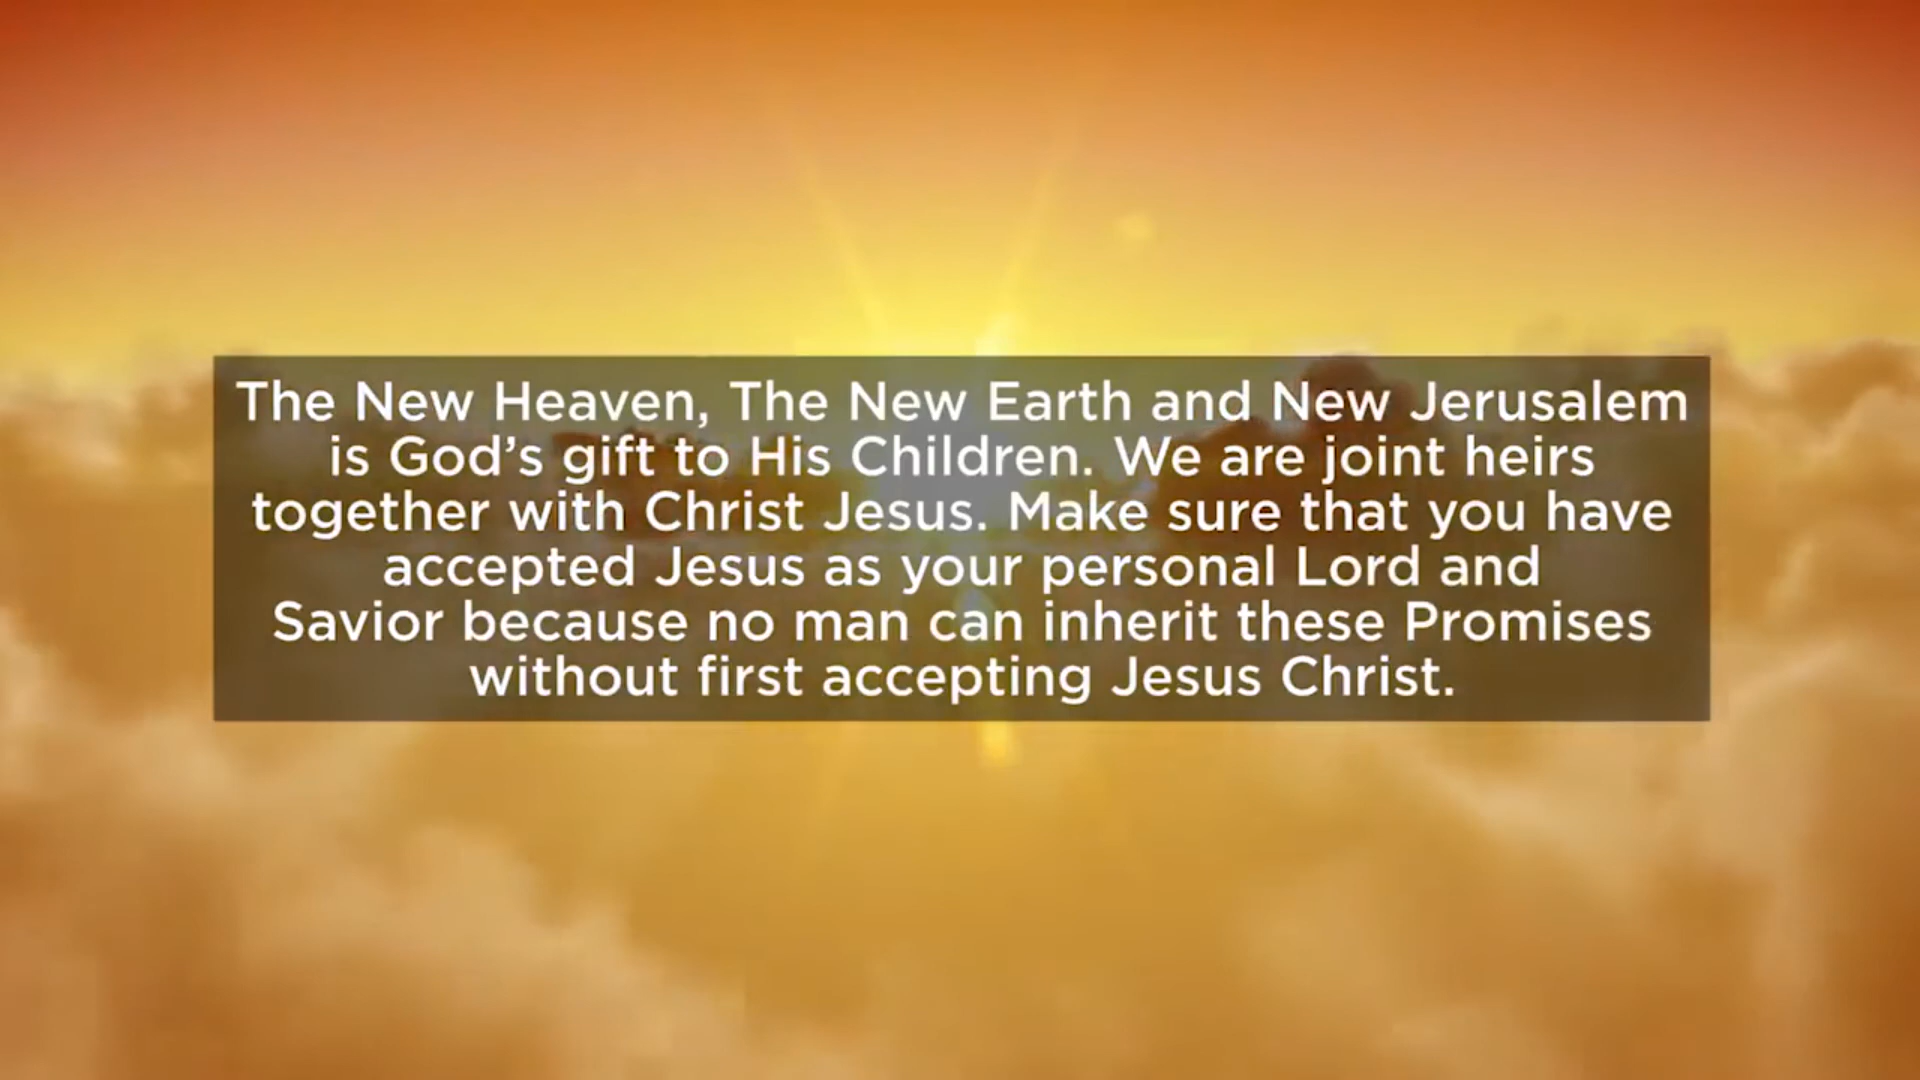 The New Heaven, The New Earth and New Jerusalem
is God’s gift to His Children. We are joint heirs
together with Christ Jesus. Make sure that you have
accepted Jesus as your personal Lord and
Savior because no man can inherit these Promises
without first accepting Jesus Christ.